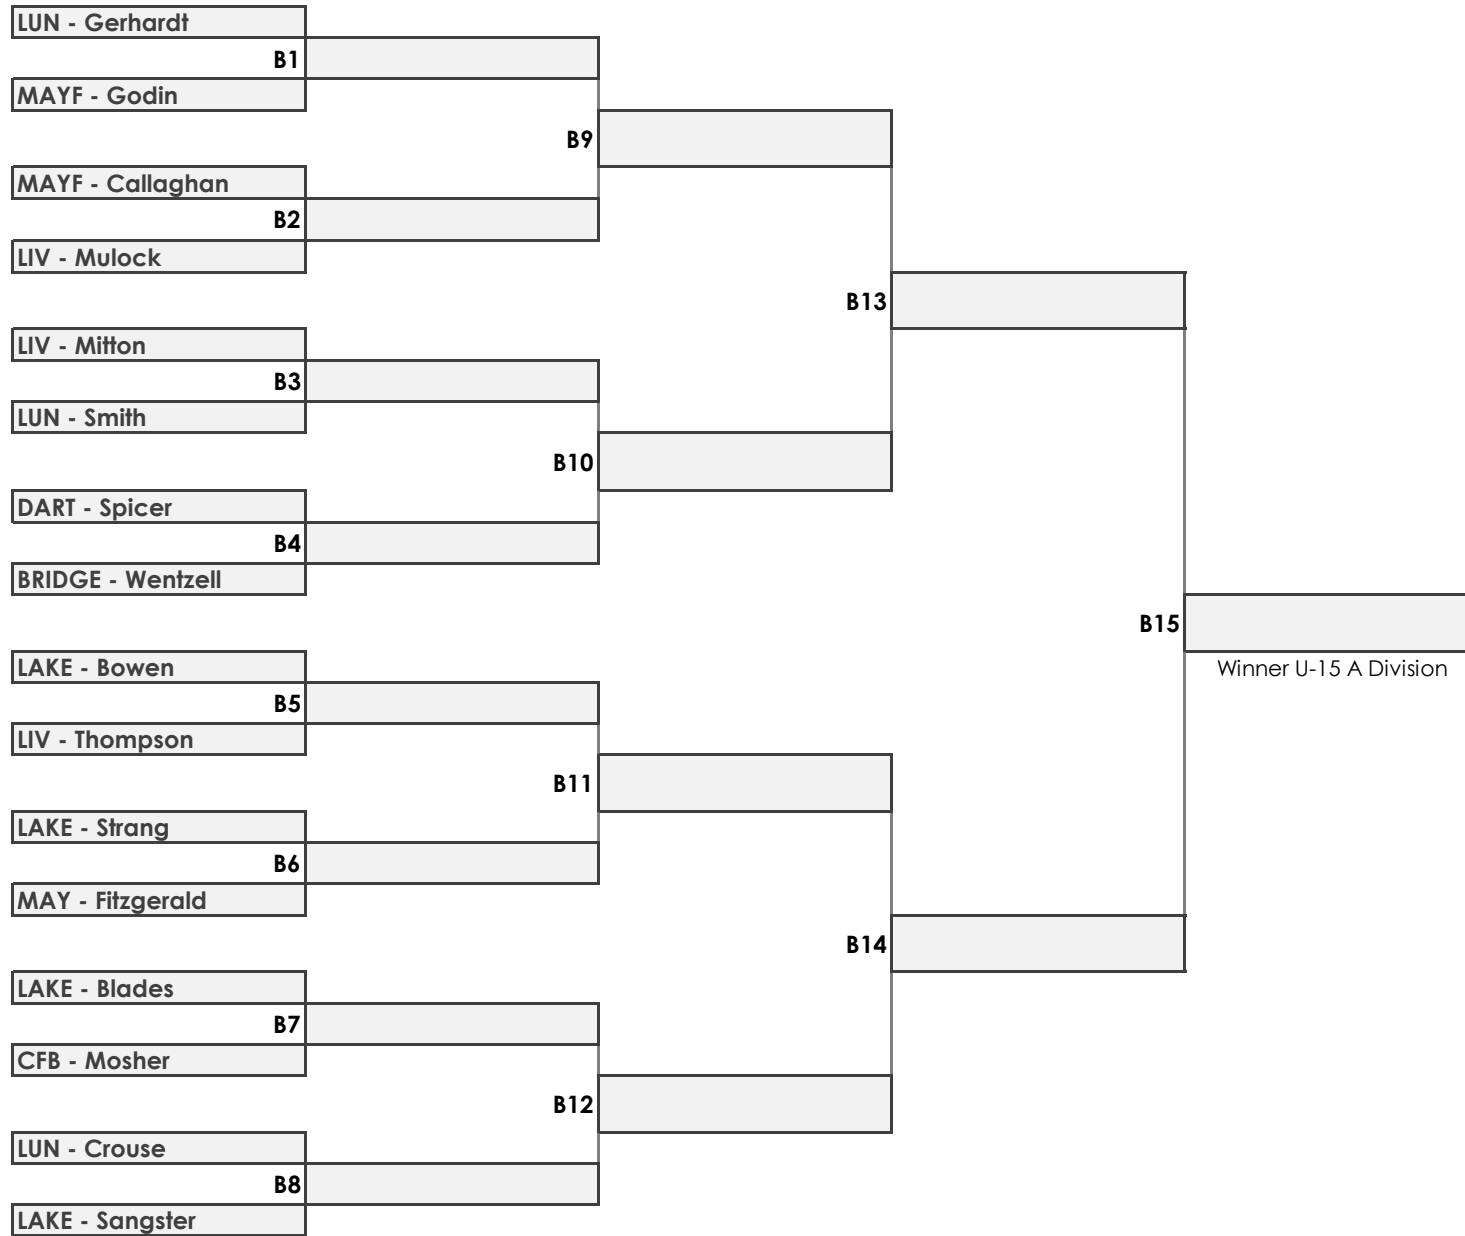 LUN - Gerhardt
B1
MAYF - Godin
B9
MAYF - Callaghan
B2
LIV - Mulock
B13
LIV - Mitton
B3
LUN - Smith
B10
DART - Spicer
B4
BRIDGE - Wentzell
B15
Winner U-15 A Division
LAKE - Bowen
B5
LIV - Thompson
B11
LAKE - Strang
B6
MAY - Fitzgerald
B14
LAKE - Blades
B7
CFB - Mosher
B12
LUN - Crouse
B8
LAKE - Sangster